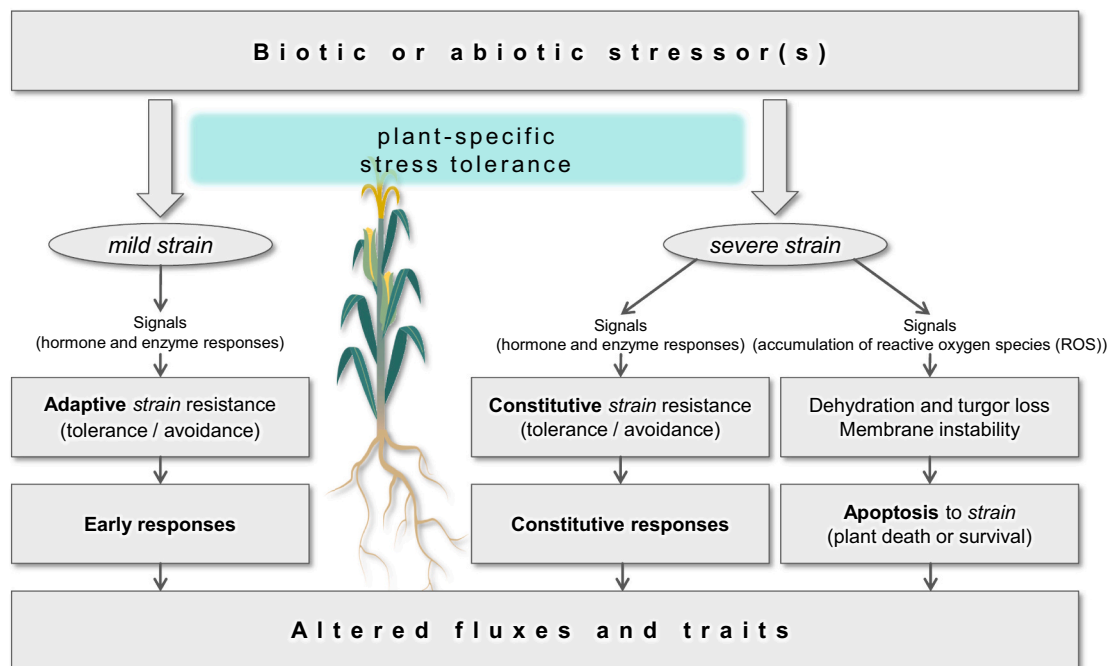 Biotic or abiotic stressor(s)
plant-specific
stress tolerance
mild strain
severe strain
Signals
(hormone and enzyme responses)
Signals
(hormone and enzyme responses)
Signals
(accumulation of reactive oxygen species (ROS))
Adaptive strain resistance
(tolerance / avoidance)
Constitutive strain resistance
(tolerance / avoidance)
Dehydration and turgor loss
Membrane instability
Early responses
Constitutive responses
Apoptosis to strain
(plant death or survival)
Altered fluxes and traits